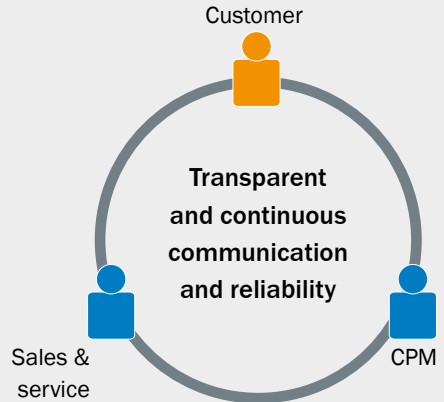 Customer
Transparent
and continuous
communication
and reliability
Sales &
service
CPM